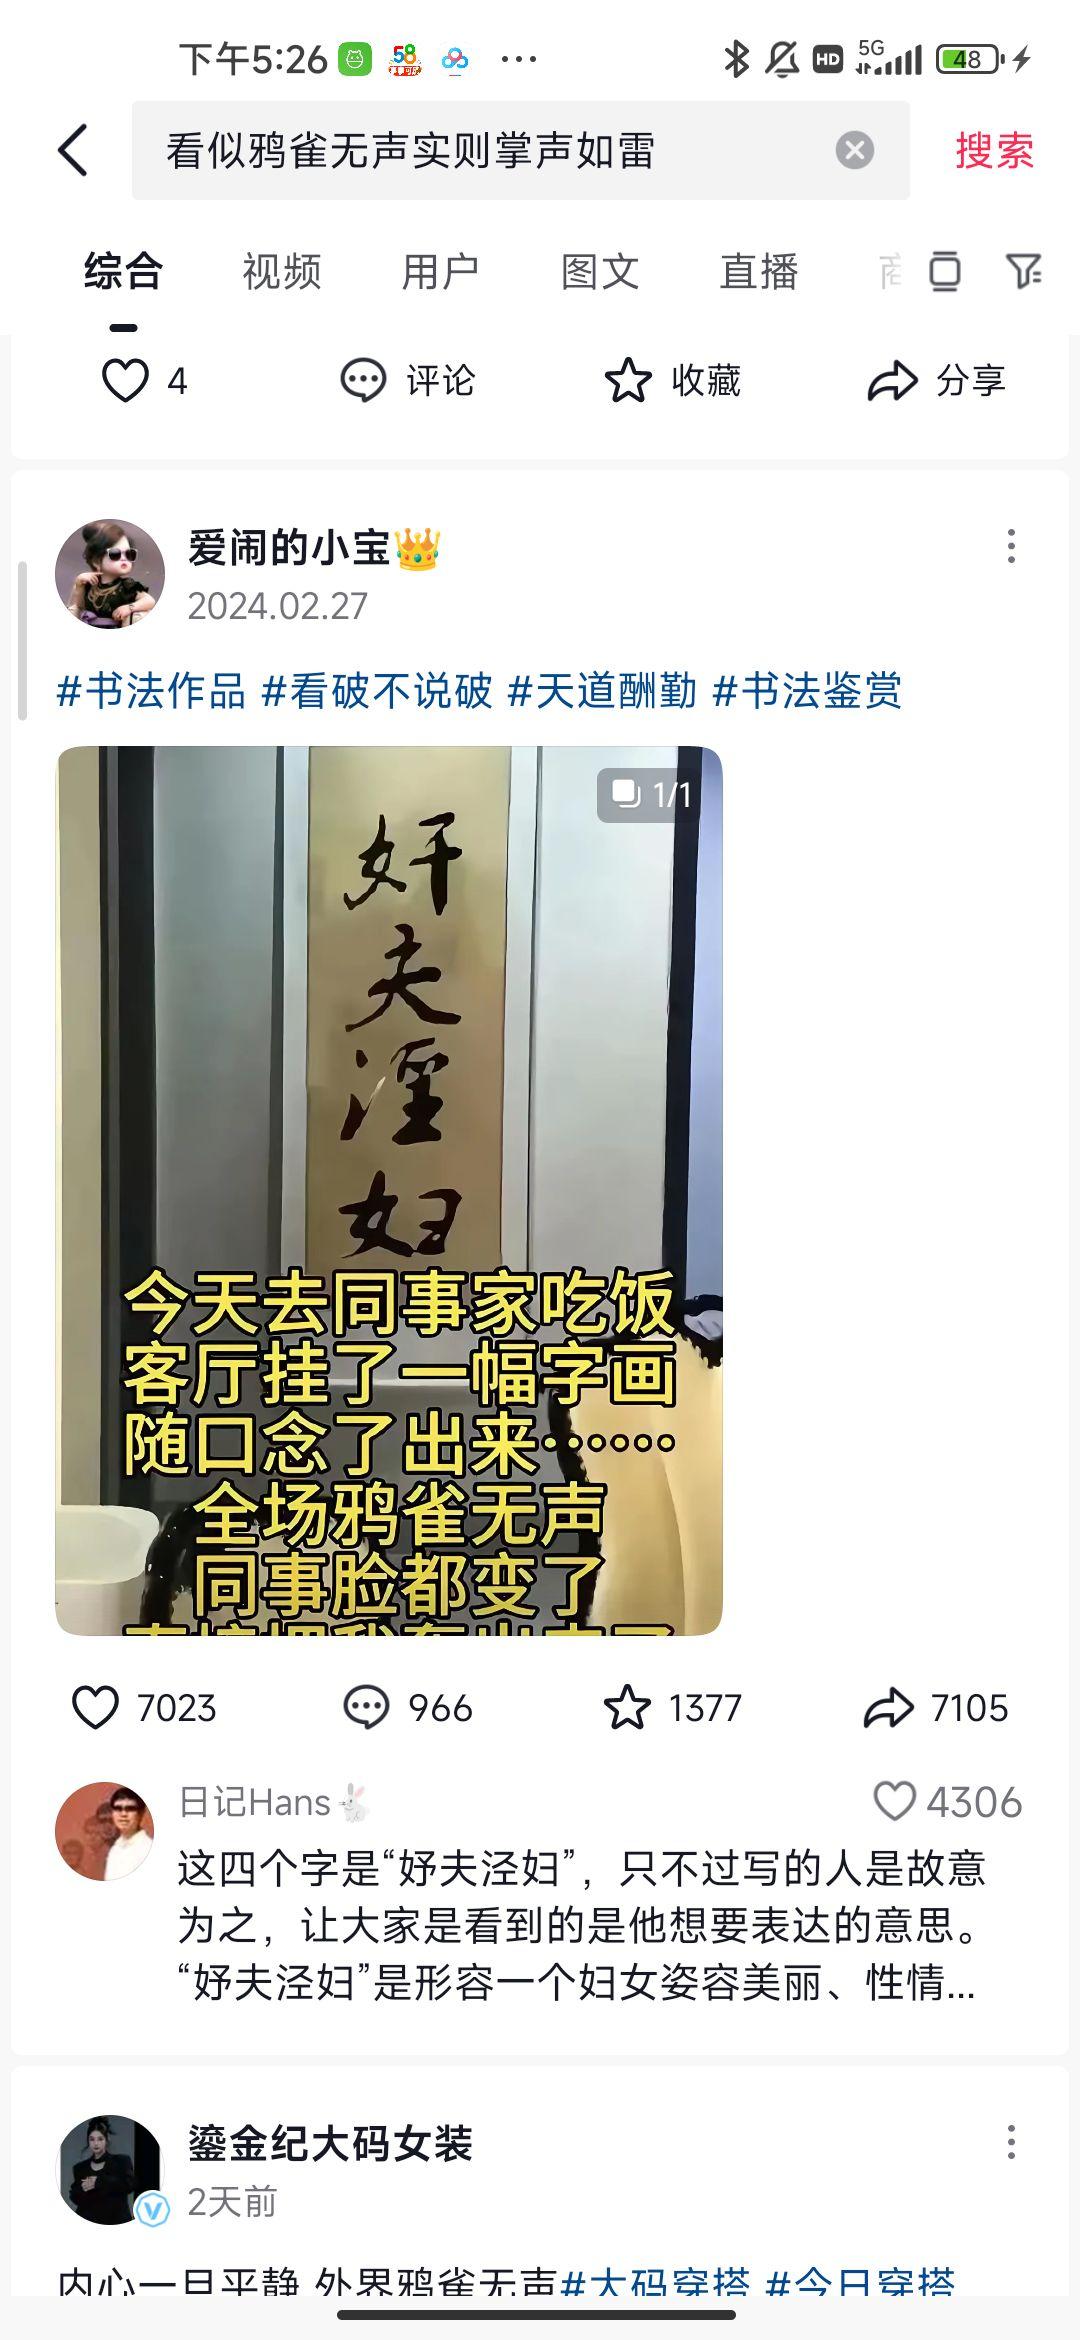 下午5:26
58
HD
5G
48
看似鸦雀无声实则掌声如雷
搜索
综合 视频 用户 图文 直播
4 评论 收藏 分享
爱闹的小宝👑
2024.02.27
#书法作品 #看破不说破 #天道酬勤 #书法鉴赏
1/1
奸
夫
淫
妇
今天去同事家吃饭
客厅挂了一幅字画
随口念了出来······
全场鸦雀无声
同事脸都变了
7023 966 1377 7105
日记Hans🐇 4306
这四个字是“妤夫泾妇”，只不过写的人是故意
为之，让大家是看到的是他想要表达的意思。
“妤夫泾妇”是形容一个妇女姿容美丽、性情...
鎏金纪大码女装
2天前
内心一旦平静 外界鸦雀无声#大码穿搭 #今日穿搭